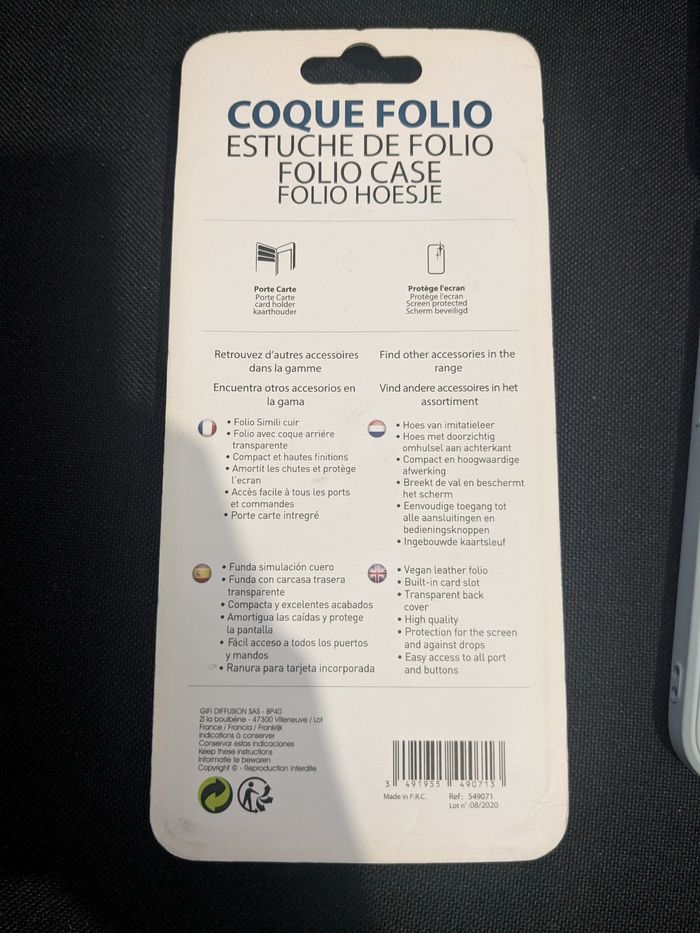 COQUE FOLIO
ESTUCHE DE FOLIO
FOLIO CASE
FOLIO HOESJE
Porte Carte
Porte Carte
card holder
kaarthouder
Protège l'ecran
Protège l'ecran
Screen protected
Scherm beveiligd
Retrouvez d'autres accessoires
dans la gamme
Find other accessories in the
range
Encuentra otros accesorios en
la gama
Vind andere accessoires in het
assortiment
• Folio Simili cuir
• Folio avec coque arriére
transparente
• Compact et hautes finitions
• Amortit les chutes et protège
l'ecran
• Accès facile à tous les ports
et commandes
• Porte carte intregré
• Hoes van imitatieleer
• Hoes met doorzichtig
omhulsel aan achterkant
• Compact en hoogwaardige
afwerking
• Breekt de val en beschermt
het scherm
• Eenvoudige toegang tot
alle aansluitingen en
bedieningsknoppen
• Ingebouwde kaartsleuf
• Funda simulación cuero
• Funda con carcasa trasera
transparente
• Compacta y excelentes acabados
• Amortigua las caídas y protege
la pantalla
• Fácil acceso a todos los puertos
y mandos
• Ranura para tarjeta incorporada
• Vegan leather folio
• Built-in card slot
• Transparent back
cover
• High quality
• Protection for the screen
and against drops
• Easy access to all port
and buttons
GIFI DIFFUSION SAS - BP40
ZI la boulbène - 47300 Villeneuve / Lot
France / Francia / Frankrijk
Indications à conserver
Conservar estas indicaciones
Keep these instructions
Informatie te bewaren
Copyright © - Reproduction interdite
3 491955 490713
Made in P.R.C.
Ref : 549071
Lot n° :08/2020